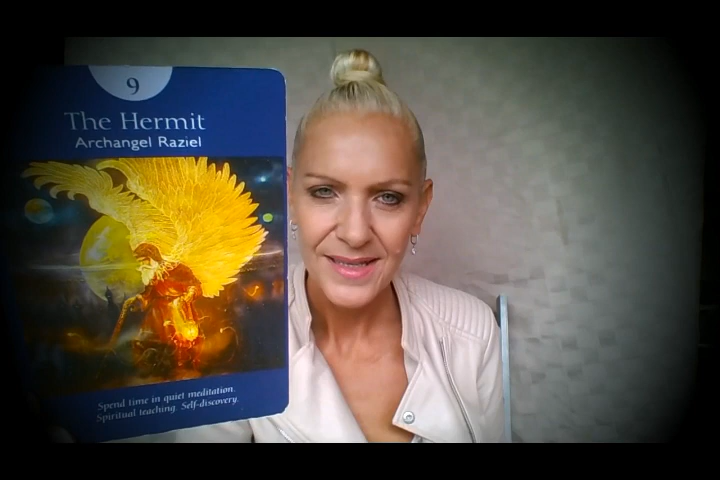 9
The Hermit
Archangel Raziel
Spend time in quiet meditation.
Spiritual teaching. Self-discovery.